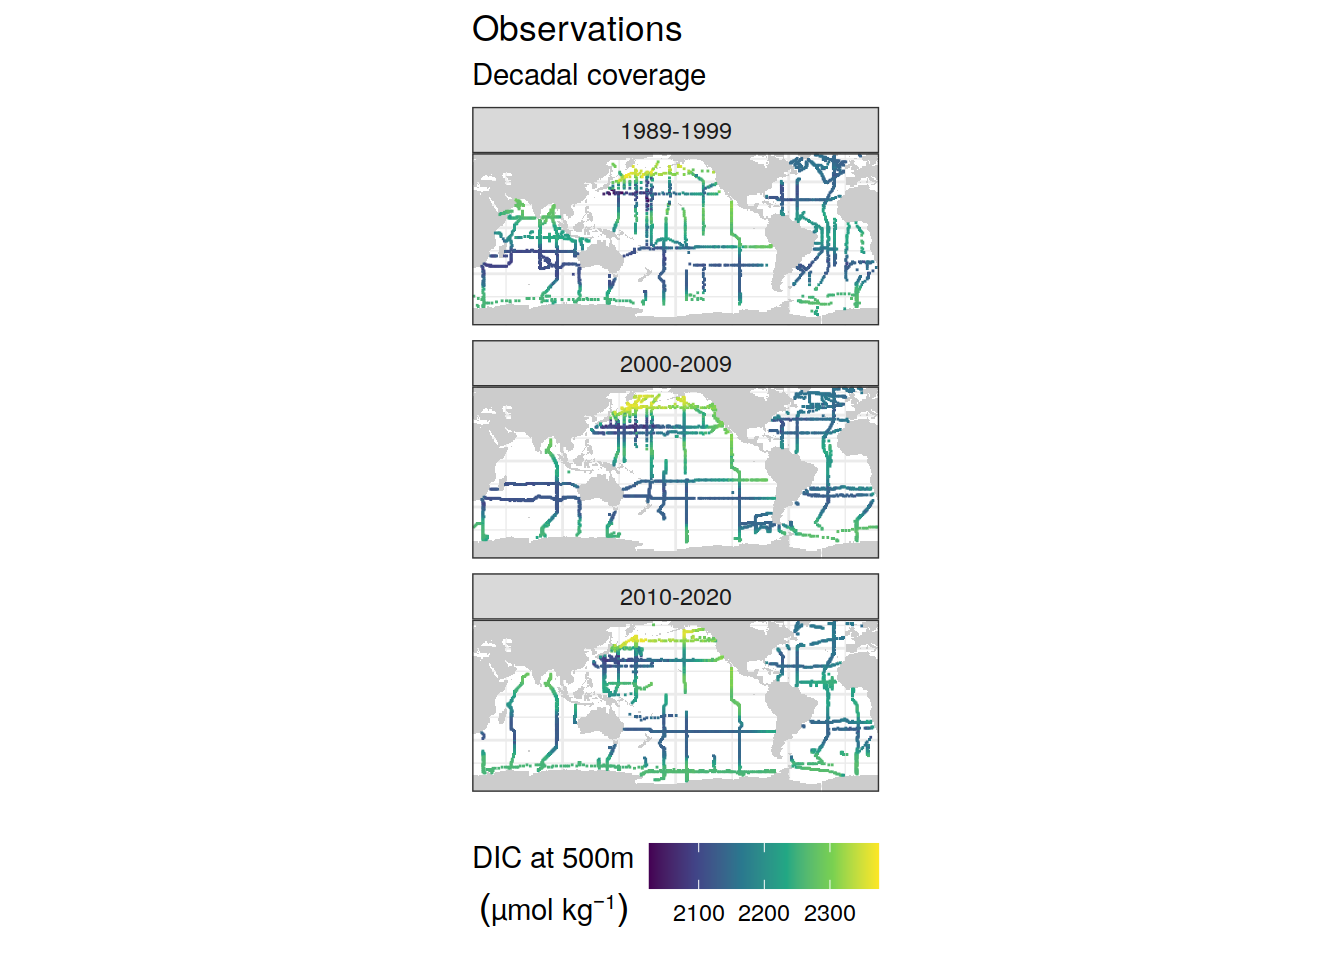 Observations
Decadal coverage
1989-1999
2000-2009
2010-2020
DIC at 500m
(μmol kg⁻¹)
2100 2200 2300